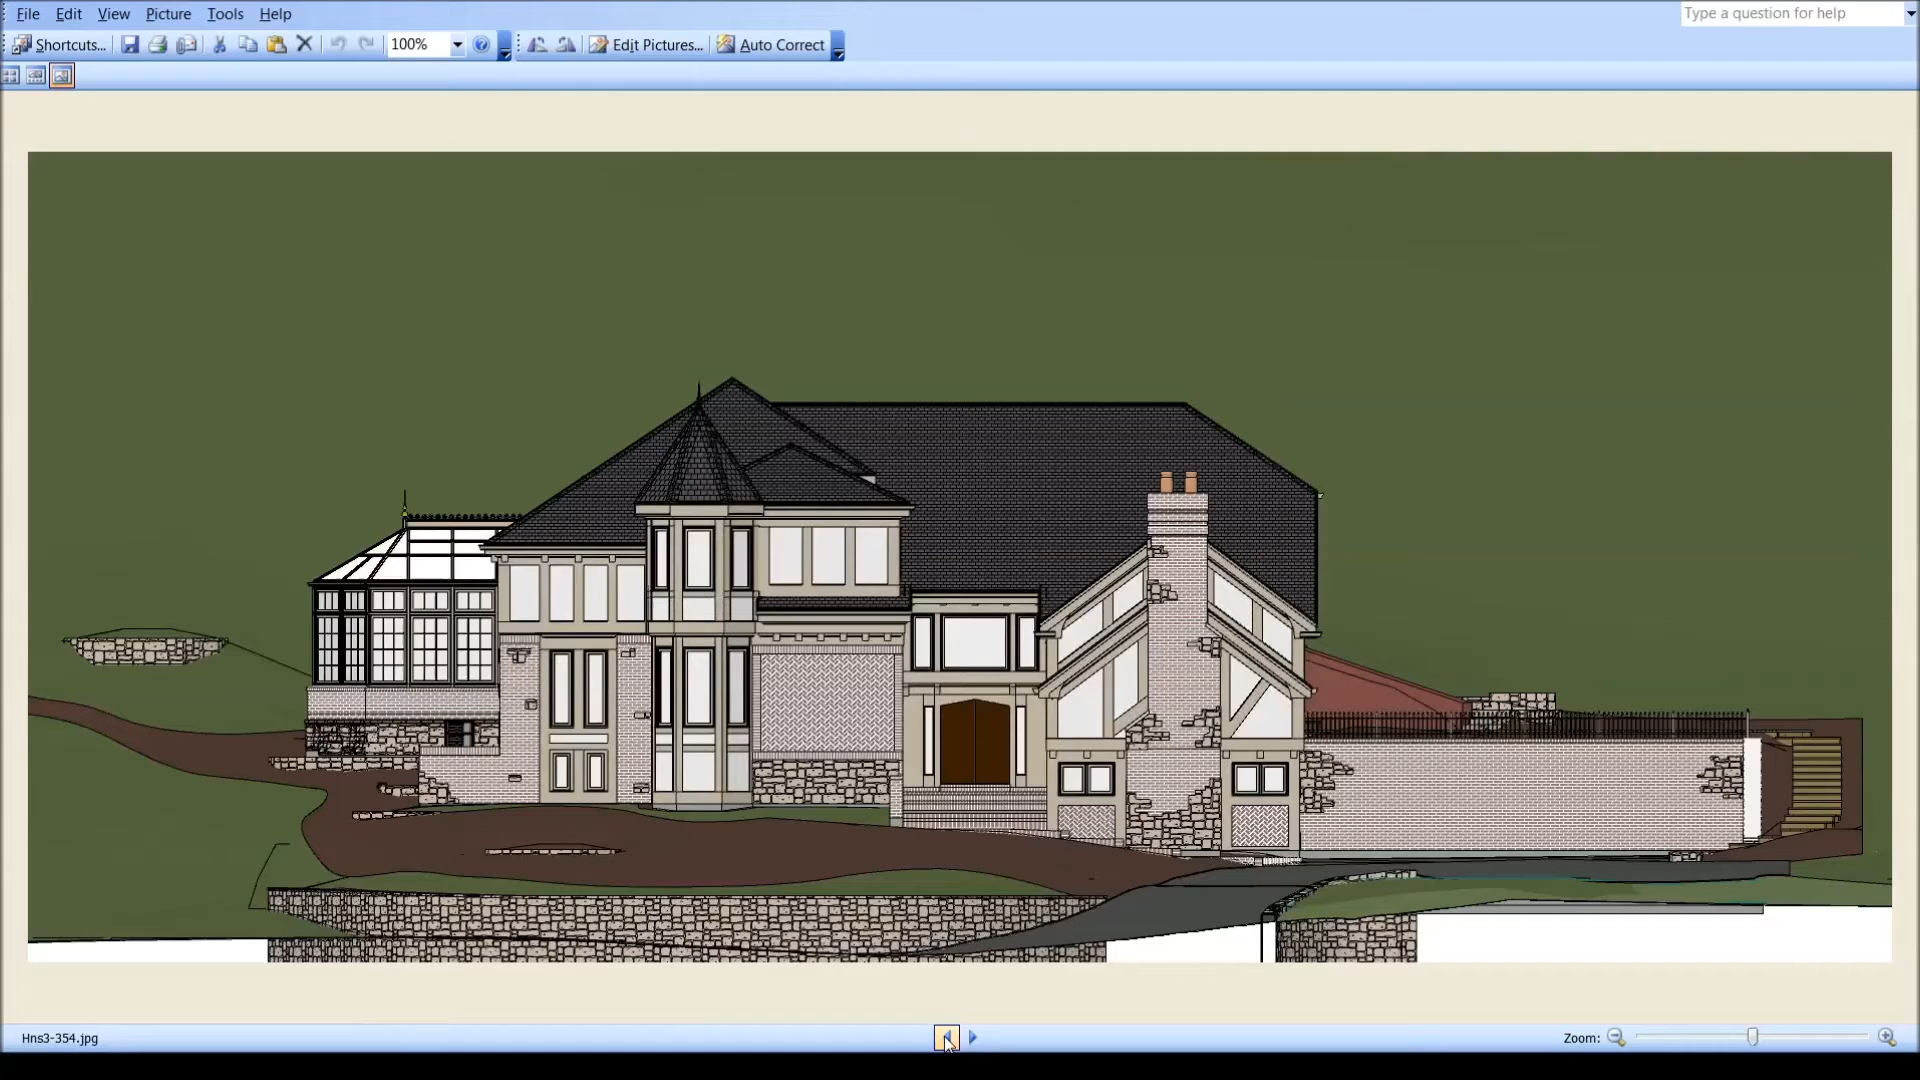 File Edit View Picture Tools Help
Type a question for help
Shortcuts... 100% Edit Pictures... Auto Correct
Hns3-354.jpg
Zoom: